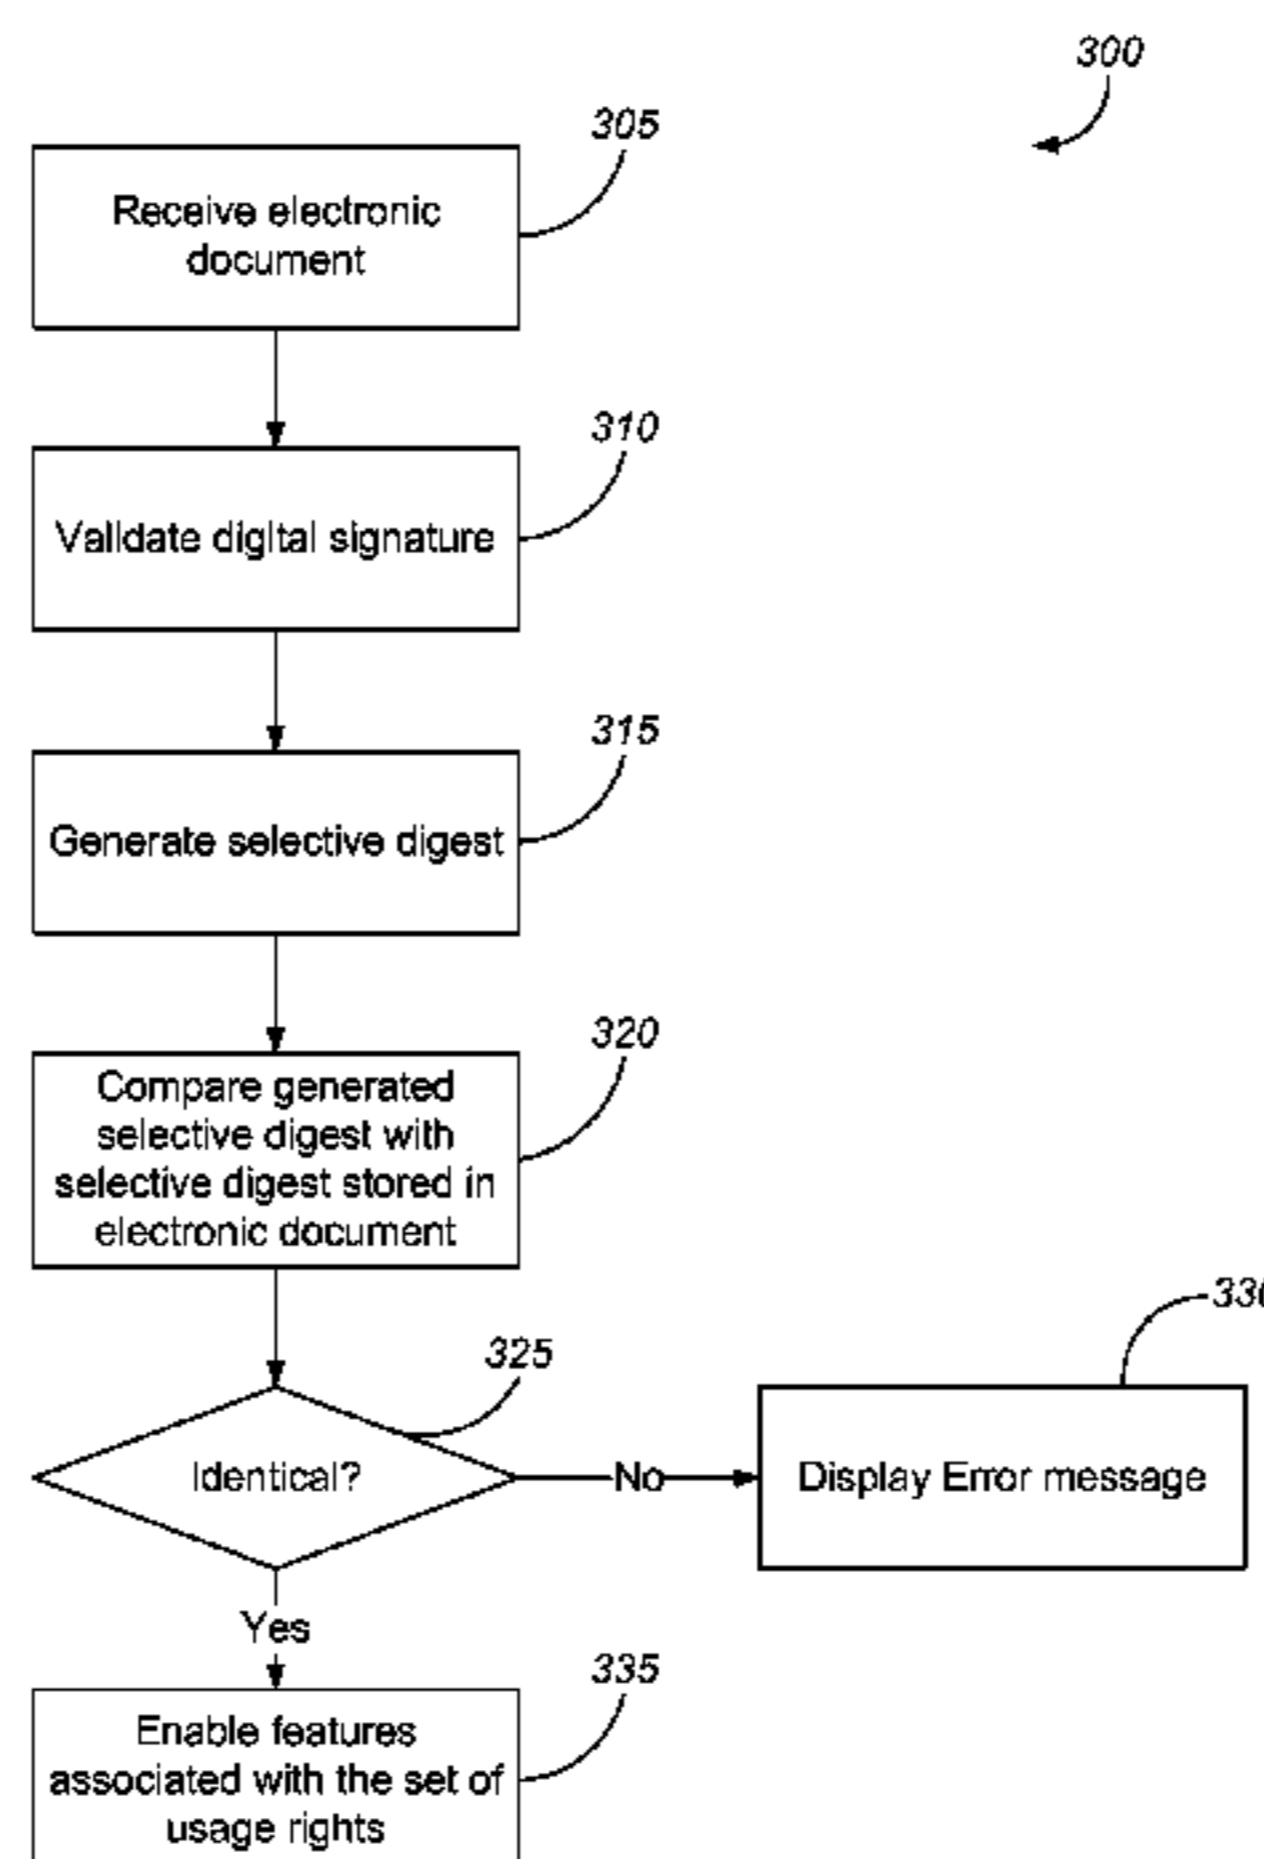 300
305
Receive electronic
document
310
Validate digital signature
315
Generate selective digest
320
Compare generated
selective digest with
selective digest stored in
electronic document
325
Identical?
No
330
Display Error message
Yes
335
Enable features
associated with the set of
usage rights